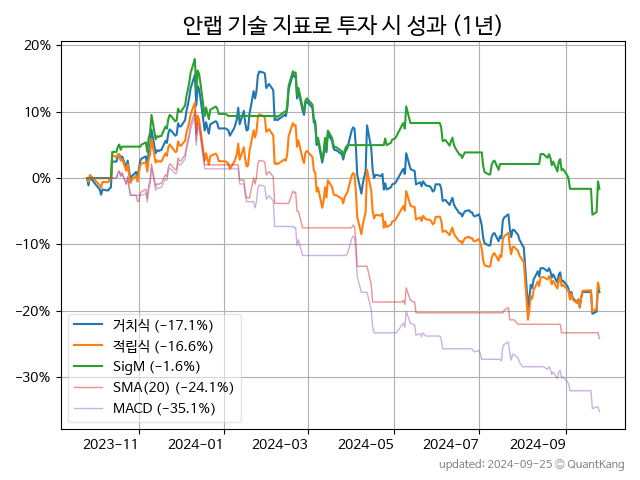 안랩 기술 지표로 투자 시 성과 (1년)
20%
10%
0%
−10%
−20%
−30%
거치식 (−17.1%)
적립식 (−16.6%)
SigM (−1.6%)
SMA(20) (−24.1%)
MACD (−35.1%)
2023−11
2024−01
2024−03
2024−05
2024−07
2024−09
updated: 2024-09-25 © QuantKang